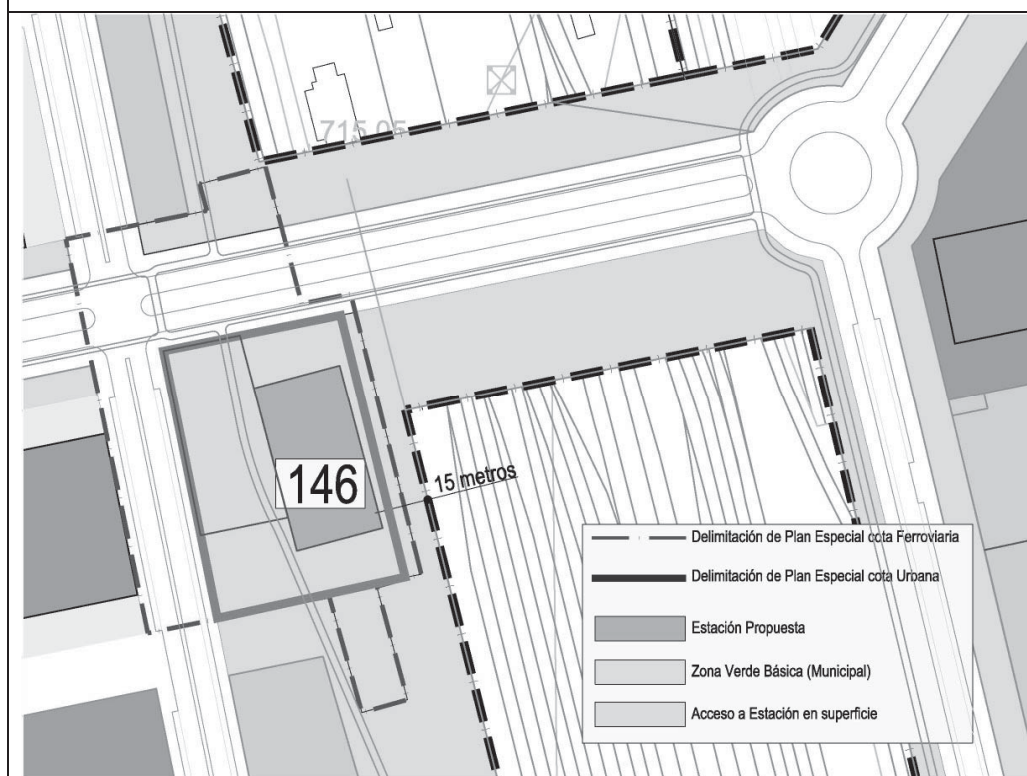 715.05
146
15 metros
Delimitación de Plan Especial cota Ferroviaria
Delimitación de Plan Especial cota Urbana
Estación Propuesta
Zona Verde Básica (Municipal)
Acceso a Estación en superficie